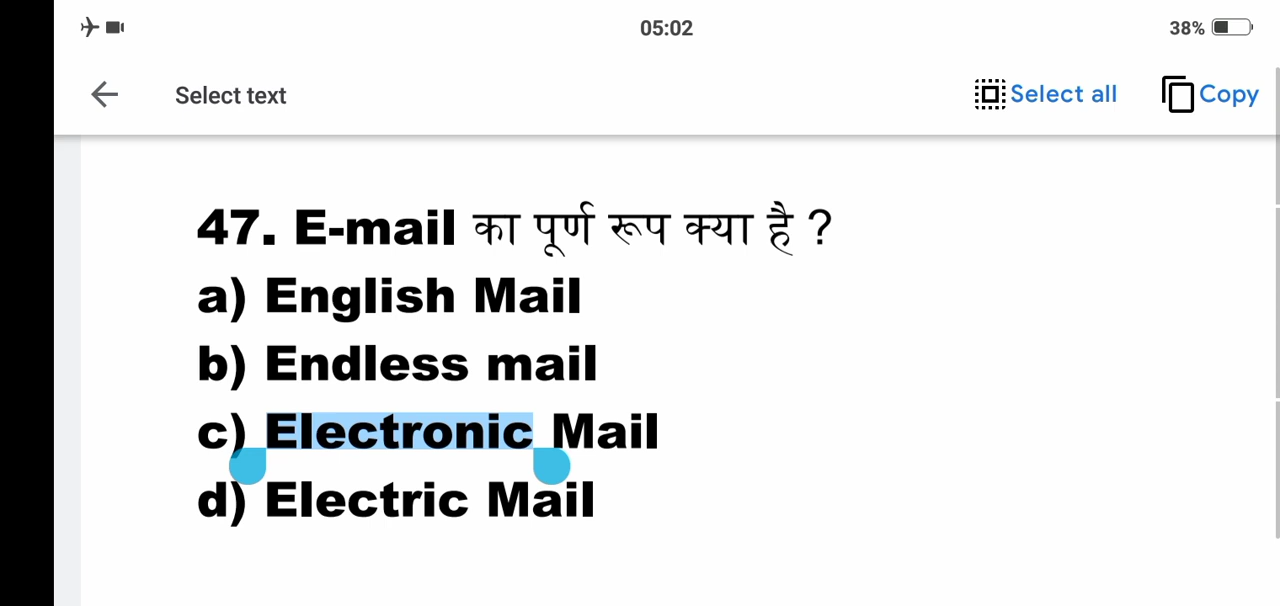 05:02
38%
Select text
Select all
Copy
47. E-mail का पूर्ण रूप क्या है ?
a) English Mail
b) Endless mail
c) Electronic Mail
d) Electric Mail